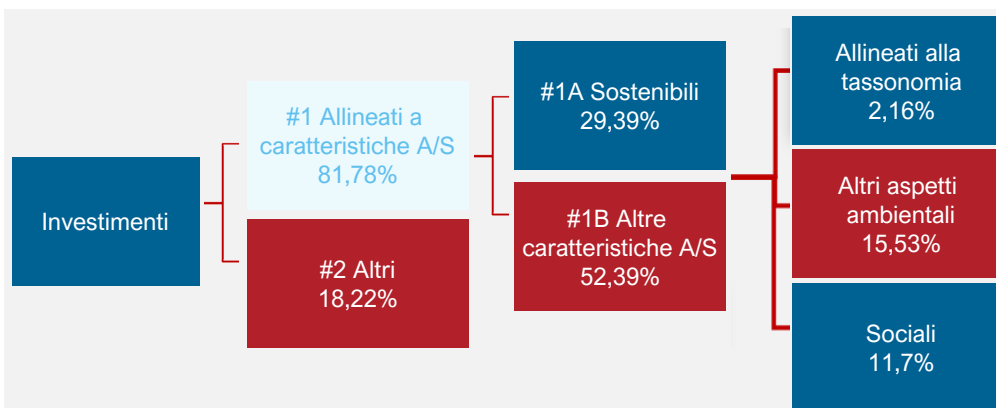 Investimenti
#1 Allineati a
caratteristiche A/S
81,78%
#2 Altri
18,22%
#1A Sostenibili
29,39%
#1B Altre
caratteristiche A/S
52,39%
Allineati alla
tassonomia
2,16%
Altri aspetti
ambientali
15,53%
Sociali
11,7%